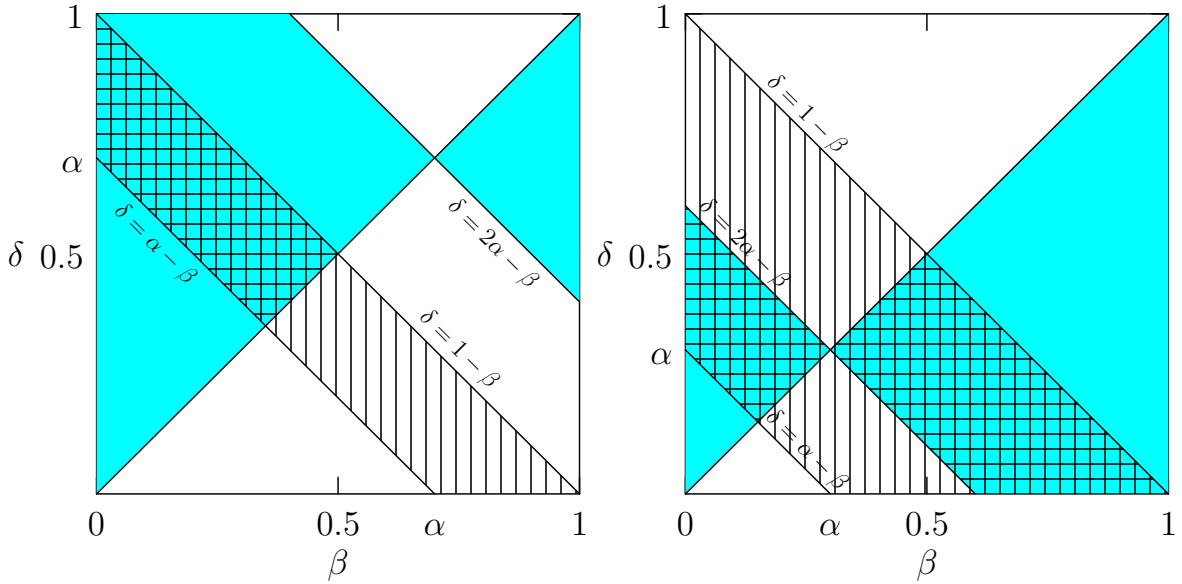 1
α
δ 0.5
δ = α − β
δ = 2α − β
δ = 1 − β
0 0.5 α 1
β
1
δ = 1 − β
δ = 2α − β
δ 0.5
α
δ = α − β
0 α 0.5 1
β